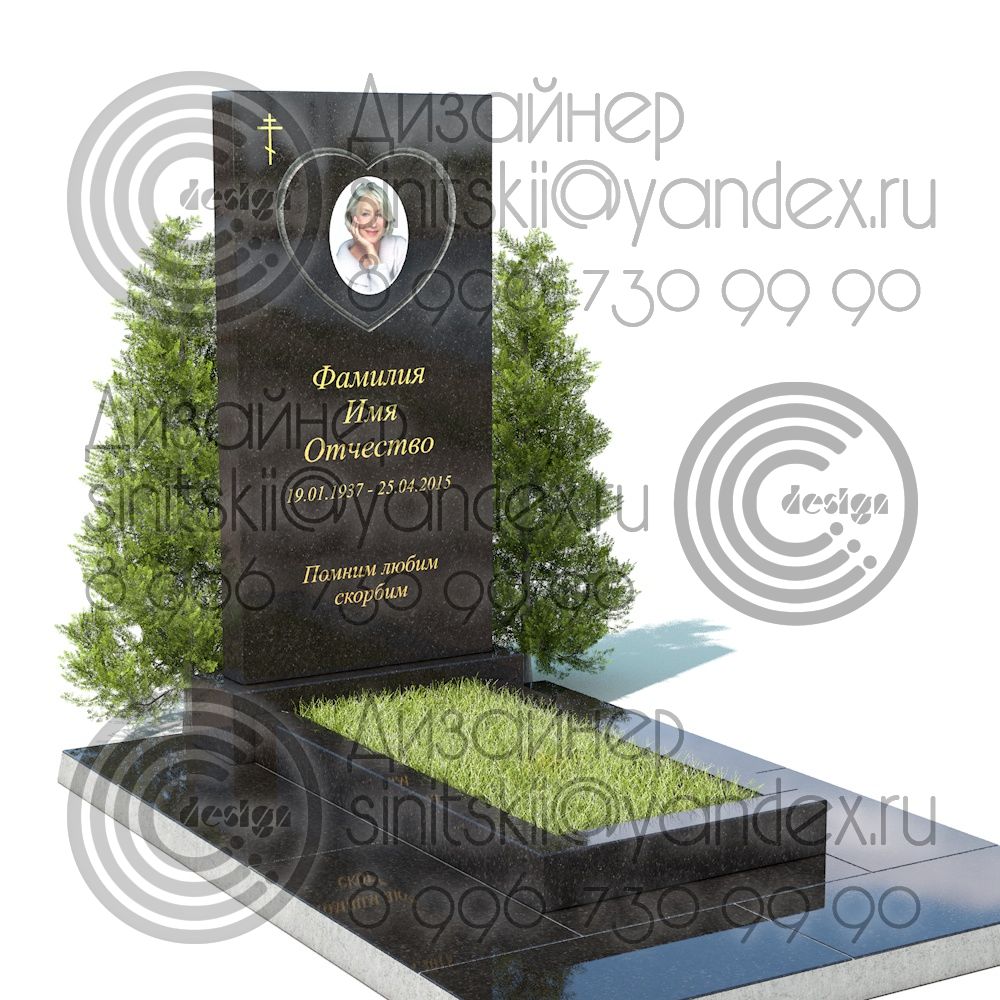 Дизайнер
sinitskii@yandex.ru
8 996 730 99 90
design
Фамилия
Имя
Отчество
19.01.1937 - 25.04.2015
Помним любим
скорбим
Дизайнер
sinitskii@yandex.ru
8 996 730 99 90
design
Дизайнер
sinitskii@yandex.ru
8 996 730 99 90
design